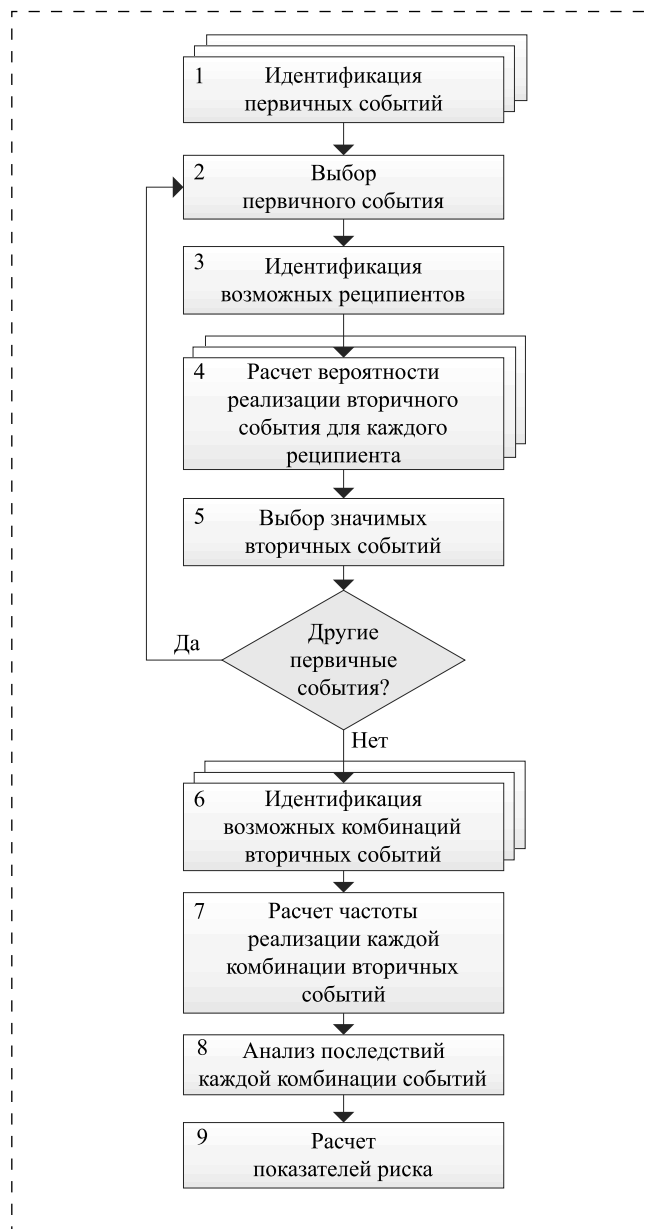 1 Идентификация
первичных событий
2 Выбор
первичного события
3 Идентификация
возможных реципиентов
4 Расчет вероятности
реализации вторичного
события для каждого
реципиента
5 Выбор значимых
вторичных событий
Другие
первичные
события?
Да
Нет
6 Идентификация
возможных комбинаций
вторичных событий
7 Расчет частоты
реализации каждой
комбинации вторичных
событий
8 Анализ последствий
каждой комбинации событий
9 Расчет
показателей риска